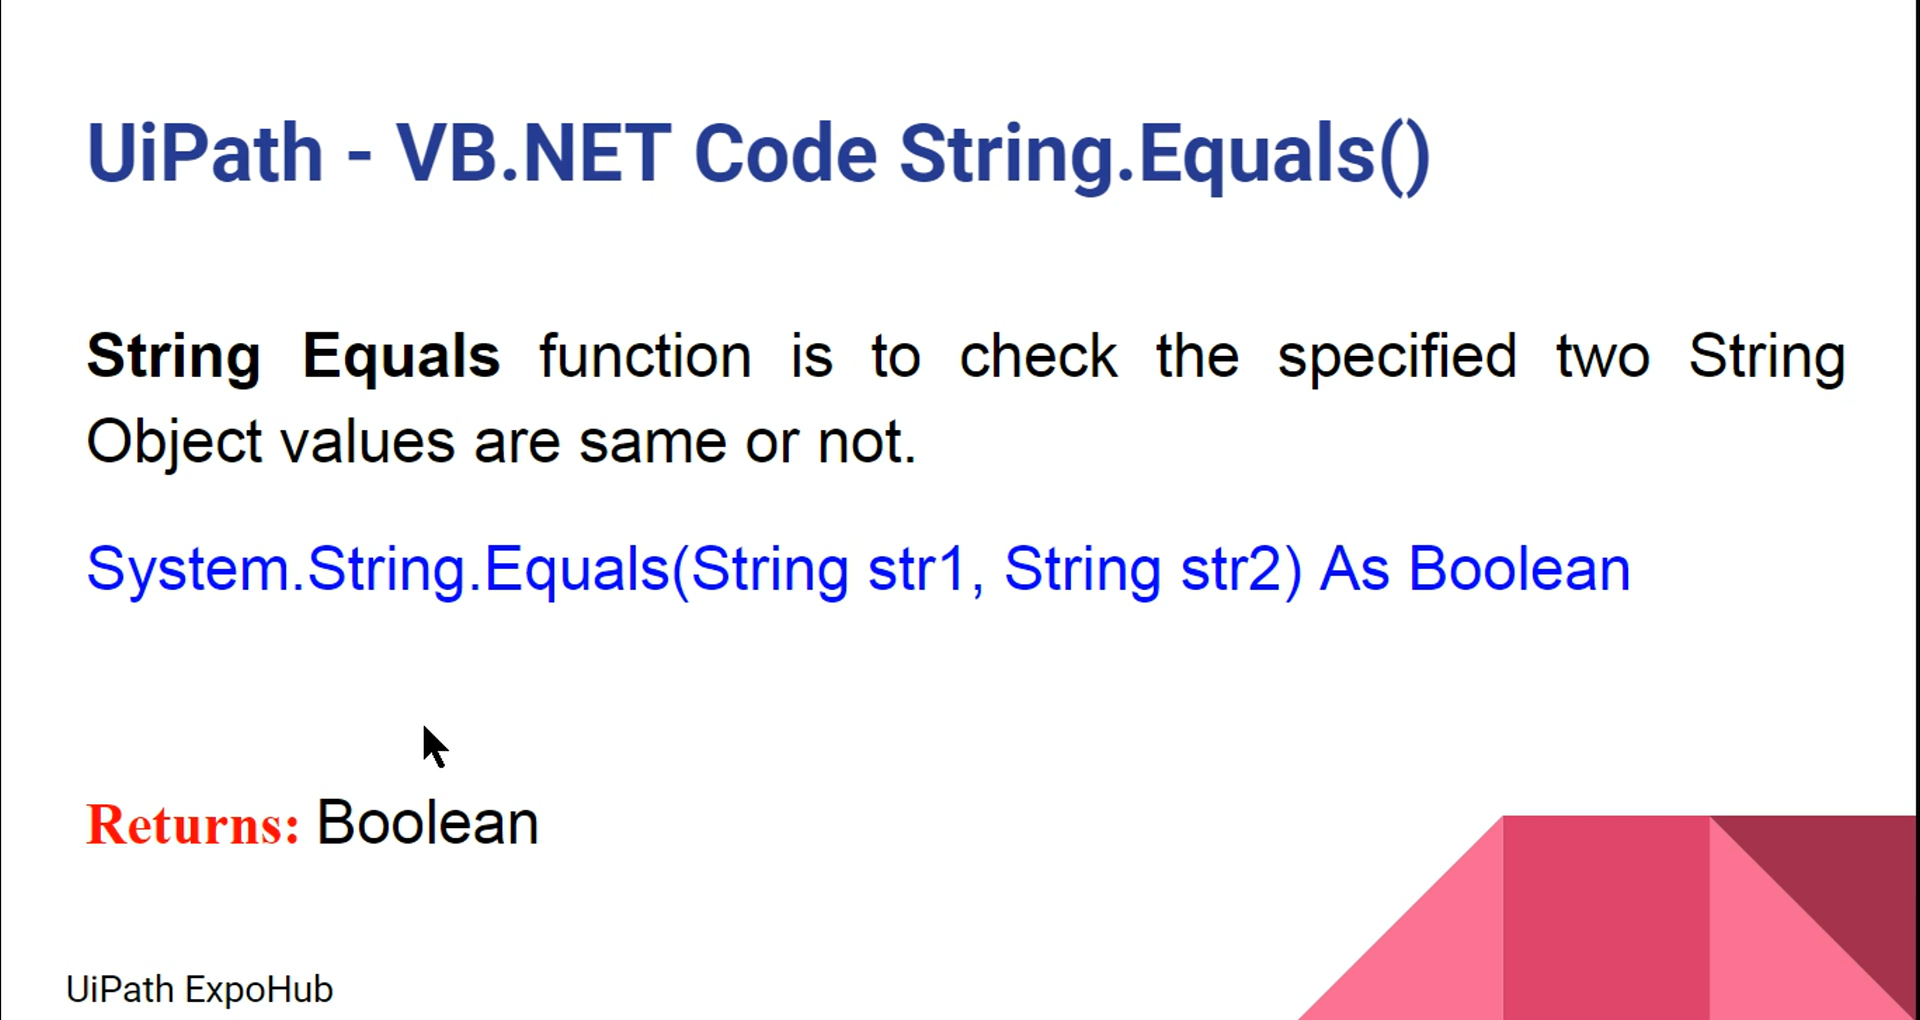 UiPath - VB.NET Code String.Equals()
String Equals function is to check the specified two String
Object values are same or not.
System.String.Equals(String str1, String str2) As Boolean
Returns: Boolean
UiPath ExpoHub